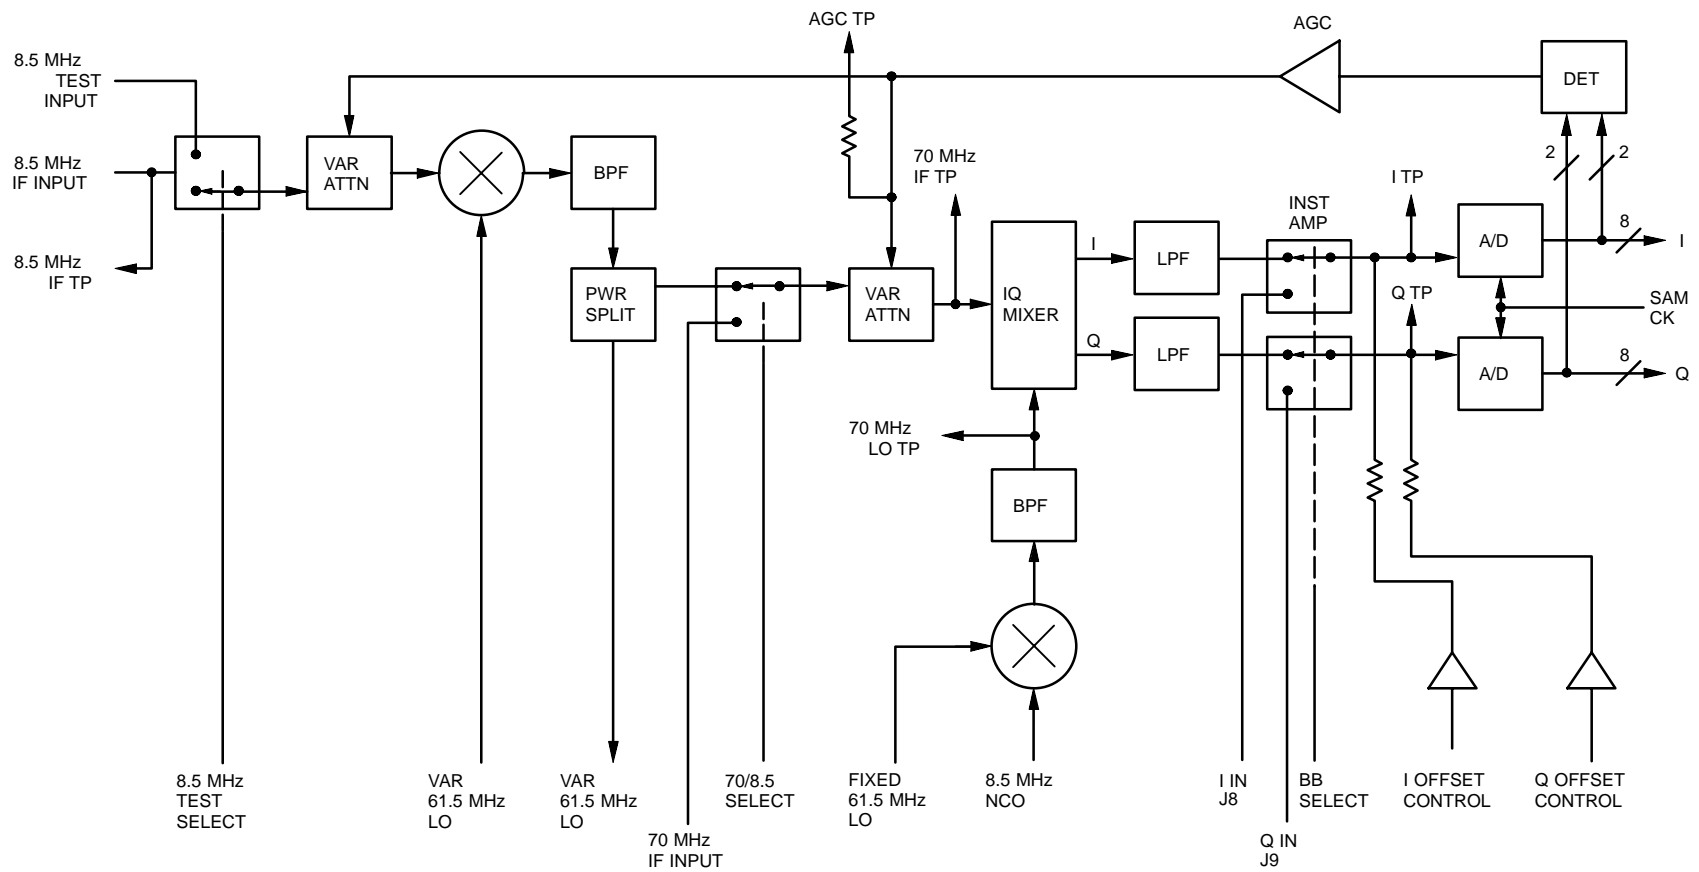 AGC TP
AGC
8.5 MHz
TEST
INPUT
DET
8.5 MHz
IF INPUT
VAR
ATTN
BPF
70 MHz
IF TP
2
2
I TP
INST
AMP
8
A/D
I
8.5 MHz
IF TP
PWR
SPLIT
VAR
ATTN
IQ
MIXER
I
LPF
Q TP
SAM
CK
Q
LPF
8
A/D
Q
70 MHz
LO TP
BPF
8.5 MHz
TEST
SELECT
VAR
61.5 MHz
LO
VAR
61.5 MHz
LO
70 MHz
IF INPUT
70/8.5
SELECT
FIXED
61.5 MHz
LO
8.5 MHz
NCO
I IN
J8
Q IN
J9
BB
SELECT
I OFFSET
CONTROL
Q OFFSET
CONTROL